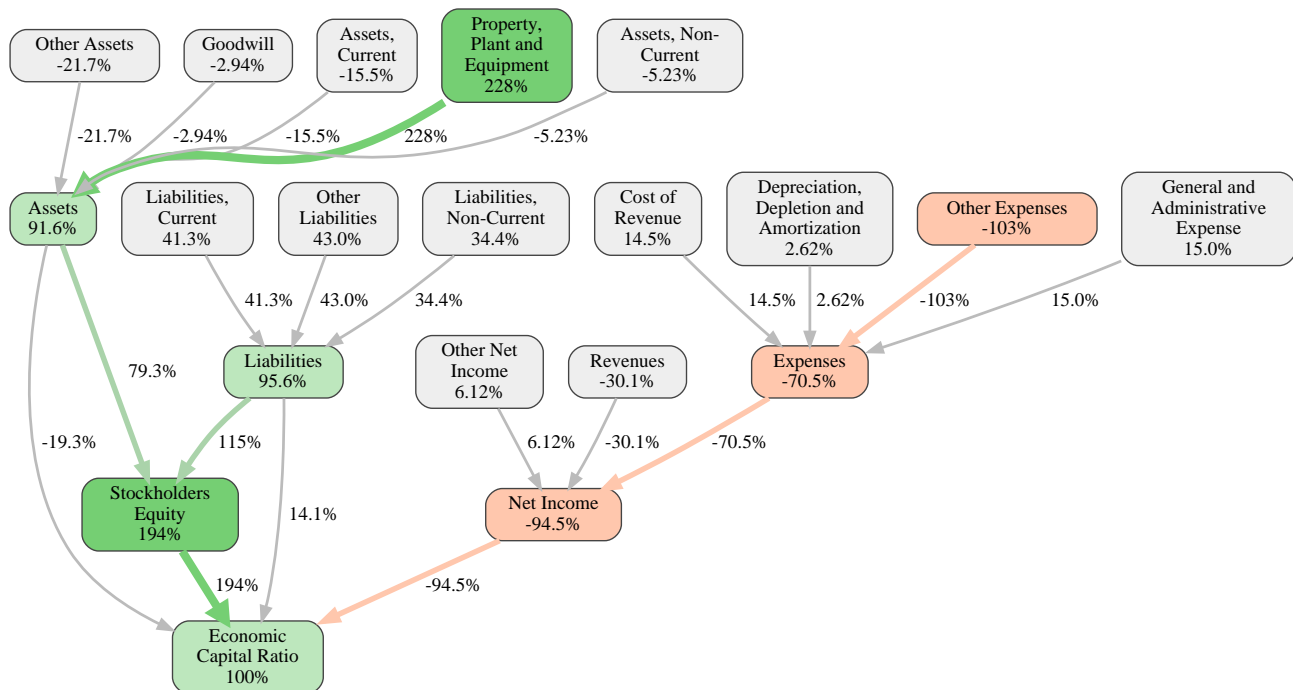 Other Assets
-21.7%
Goodwill
-2.94%
Assets,
Current
-15.5%
Property,
Plant and
Equipment
228%
Assets, Non-
Current
-5.23%
-21.7%
-2.94%
-15.5%
228%
-5.23%
Assets
91.6%
Liabilities,
Current
41.3%
Other
Liabilities
43.0%
Liabilities,
Non-Current
34.4%
Cost of
Revenue
14.5%
Depreciation,
Depletion and
Amortization
2.62%
Other Expenses
-103%
General and
Administrative
Expense
15.0%
41.3%
43.0%
34.4%
14.5%
2.62%
-103%
15.0%
79.3%
Liabilities
95.6%
Other Net
Income
6.12%
Revenues
-30.1%
Expenses
-70.5%
-19.3%
115%
6.12%
-30.1%
-70.5%
Stockholders
Equity
194%
14.1%
Net Income
-94.5%
194%
-94.5%
Economic
Capital Ratio
100%